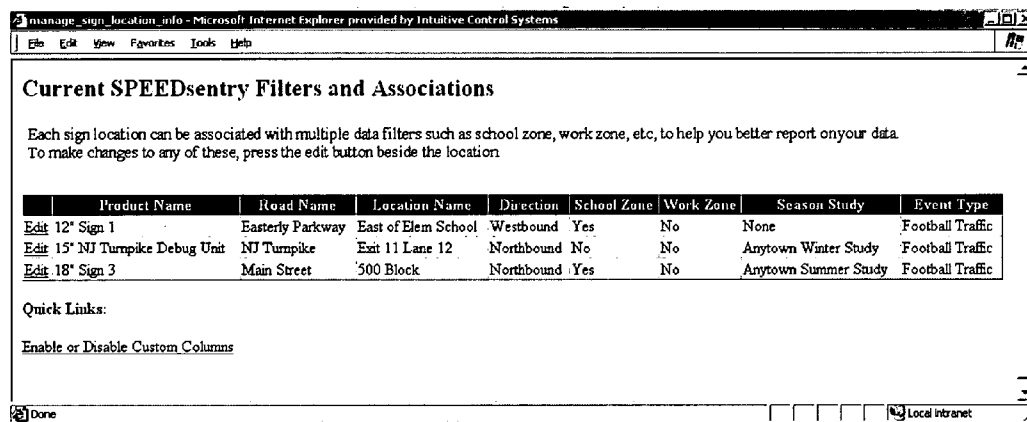 manage_sign_location_info - Microsoft Internet Explorer provided by Intuitive Control Systems
File Edit View Favorites Tools Help
Current SPEEDsentry Filters and Associations
Each sign location can be associated with multiple data filters such as school zone, work zone, etc, to help you better report onyour data.
To make changes to any of these, press the edit button beside the location
Product Name Road Name Location Name Direction School Zone Work Zone Season Study Event Type
Edit 12" Sign 1 Easterly Parkway East of Elem School Westbound Yes No None Football Traffic
Edit 15" NJ Turnpike Debug Unit NJ Turnpike Exit 11 Lane 12 Northbound No No Anytown Winter Study Football Traffic
Edit 18" Sign 3 Main Street 500 Block Northbound Yes No Anytown Summer Study Football Traffic
Quick Links:
Enable or Disable Custom Columns
Done Local intranet